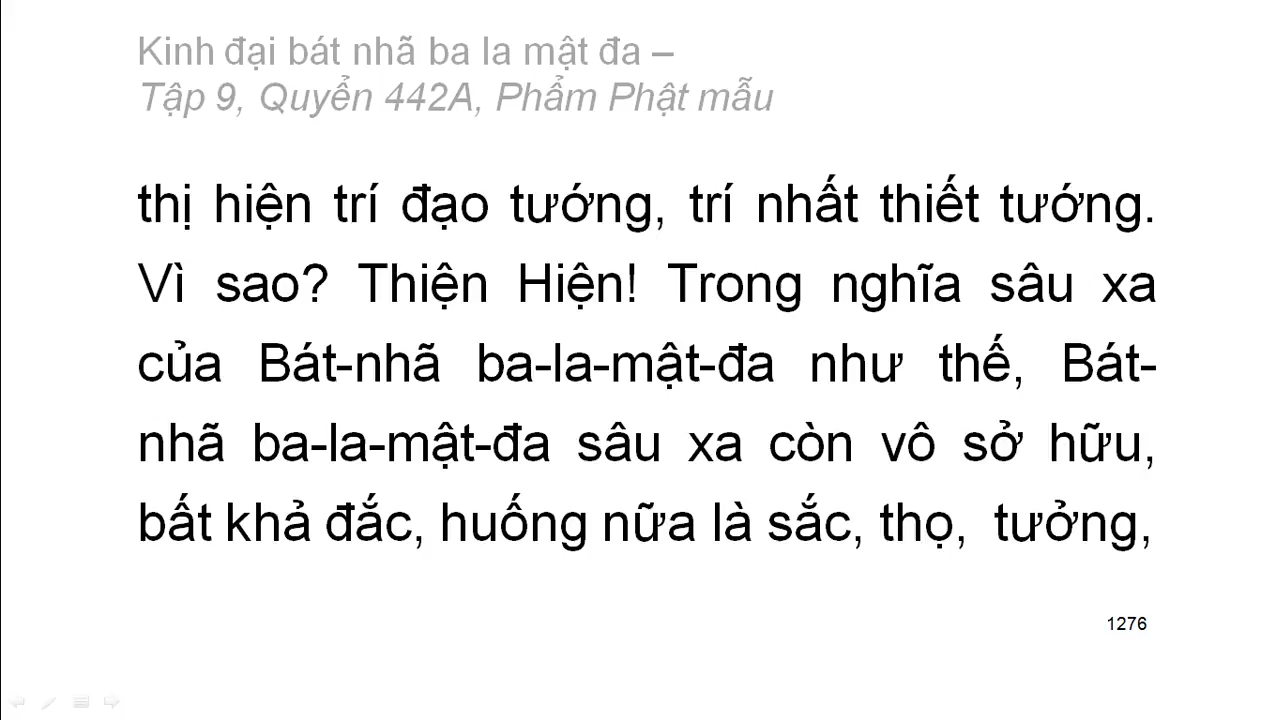 Kinh đại bát nhã ba la mật đa –
Tập 9, Quyển 442A, Phẩm Phật mẫu
thị hiện trí đạo tướng, trí nhất thiết tướng.
Vì sao? Thiện Hiện! Trong nghĩa sâu xa
của Bát-nhã ba-la-mật-đa như thế, Bát-
nhã ba-la-mật-đa sâu xa còn vô sở hữu,
bất khả đắc, huống nữa là sắc, thọ, tưởng,
1276